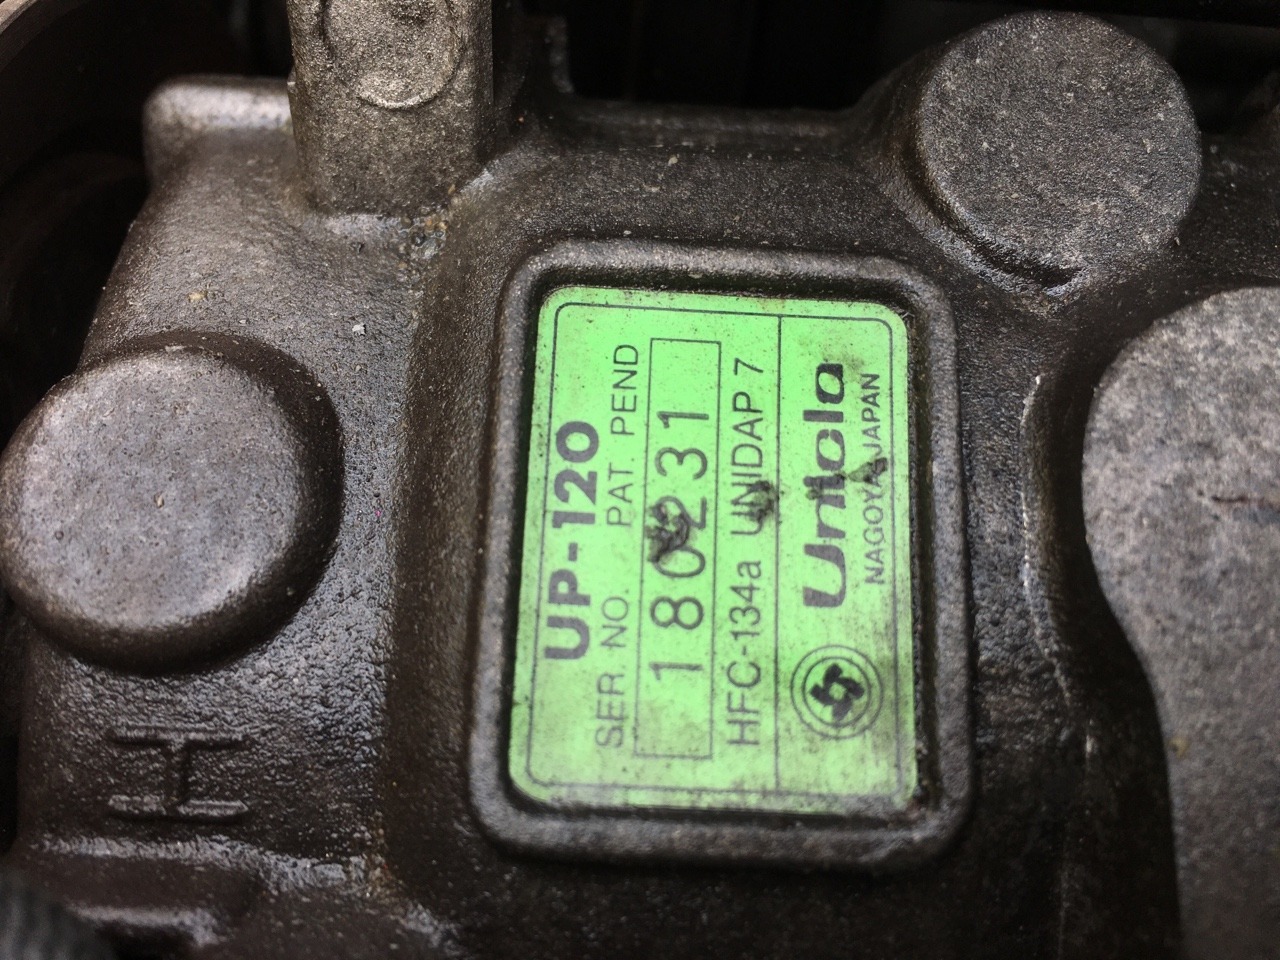 UP-120
SER. NO. PAT. PEND
180231
HFC-134a UNIDAP 7
Unicla
NAGOYA JAPAN
H